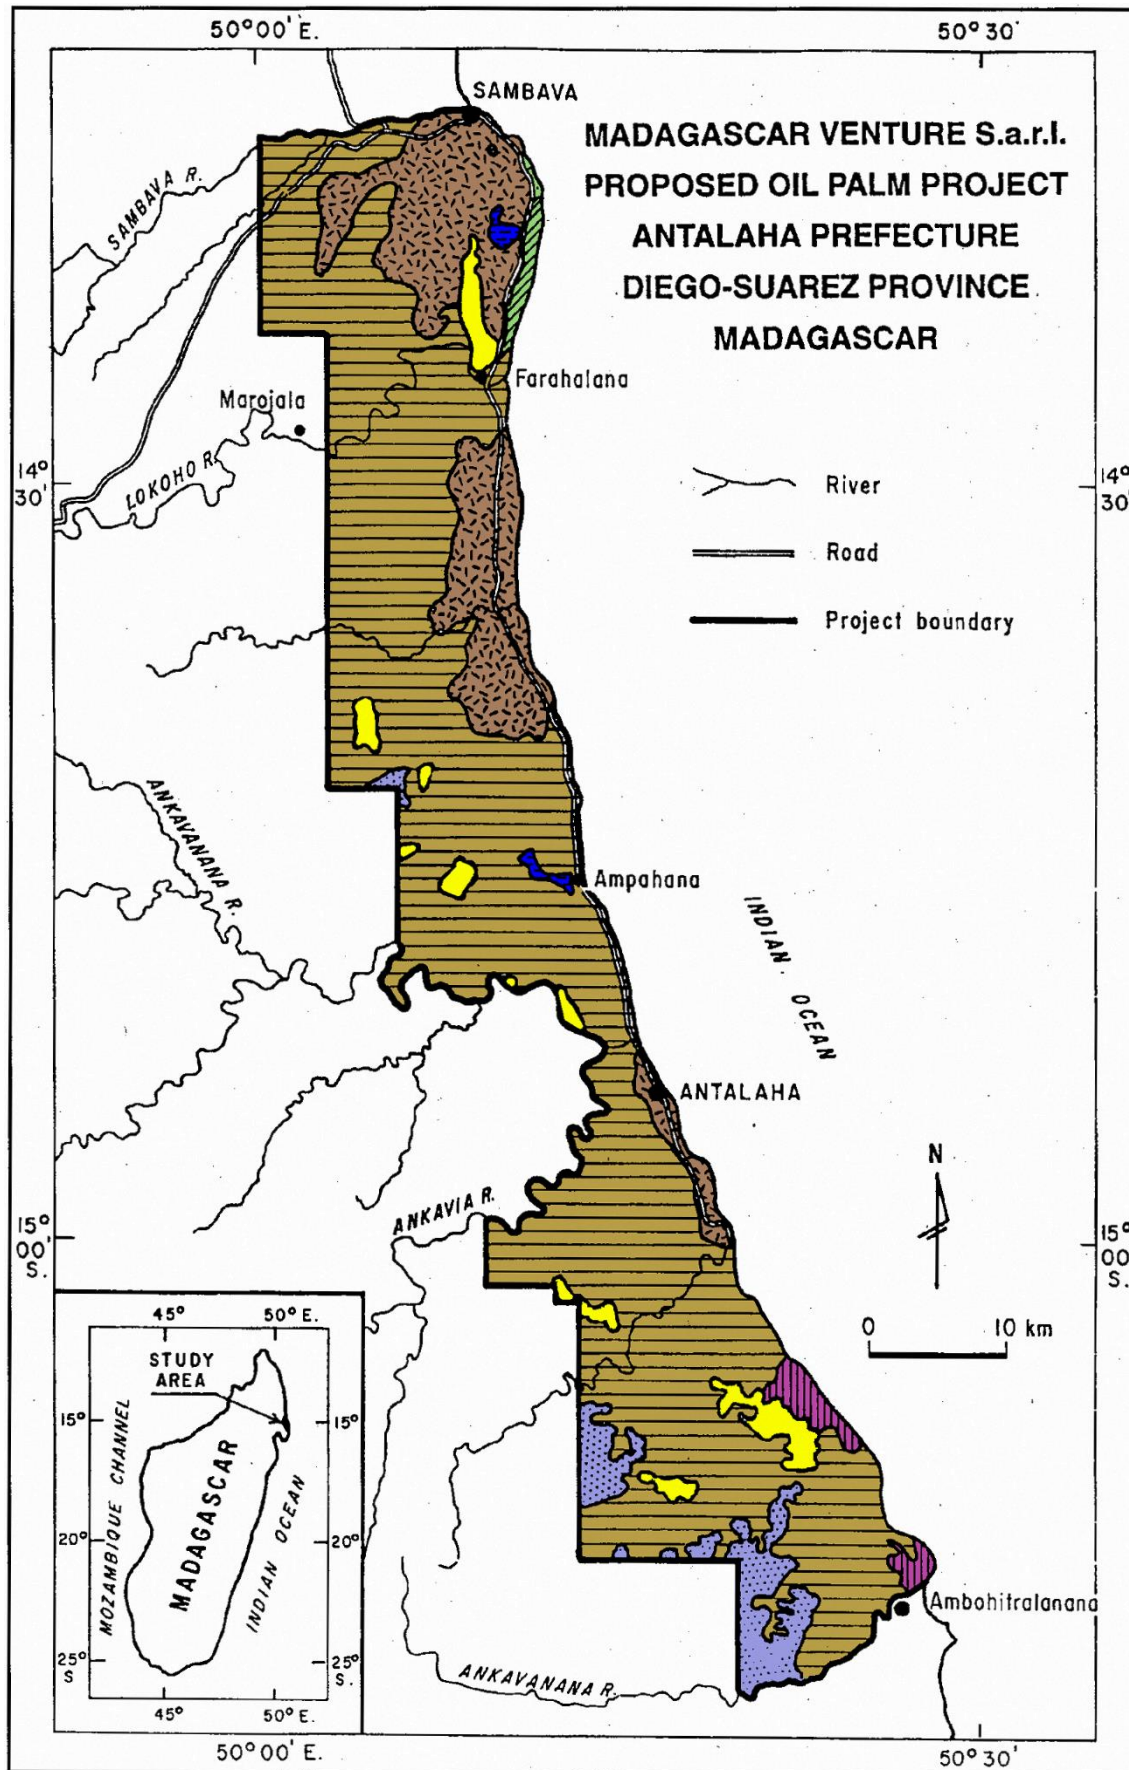 50°00' E.
50°30'
SAMBAVA
MADAGASCAR VENTURE S.a.r.l.
PROPOSED OIL PALM PROJECT
ANTALAHA PREFECTURE
DIEGO-SUAREZ PROVINCE
MADAGASCAR
SAMBAVA R.
Farahalana
Marojala
LOKOHO R.
14°
30'
14°
30'
River
Road
Project boundary
ANKAVANANA R.
Ampahana
INDIAN OCEAN
ANTALAHA
N
ANKAVIA R.
15°
00'
S.
15°
00'
S.
0 10 km
45° 50° E.
STUDY
AREA
15° 15°
MOZAMBIQUE CHANNEL
MADAGASCAR
INDIAN OCEAN
20° 20°
25°
S
25°
S.
45° 50° E.
Ambohitralanana
ANKAVANANA R.
50°00' E.
50°30'